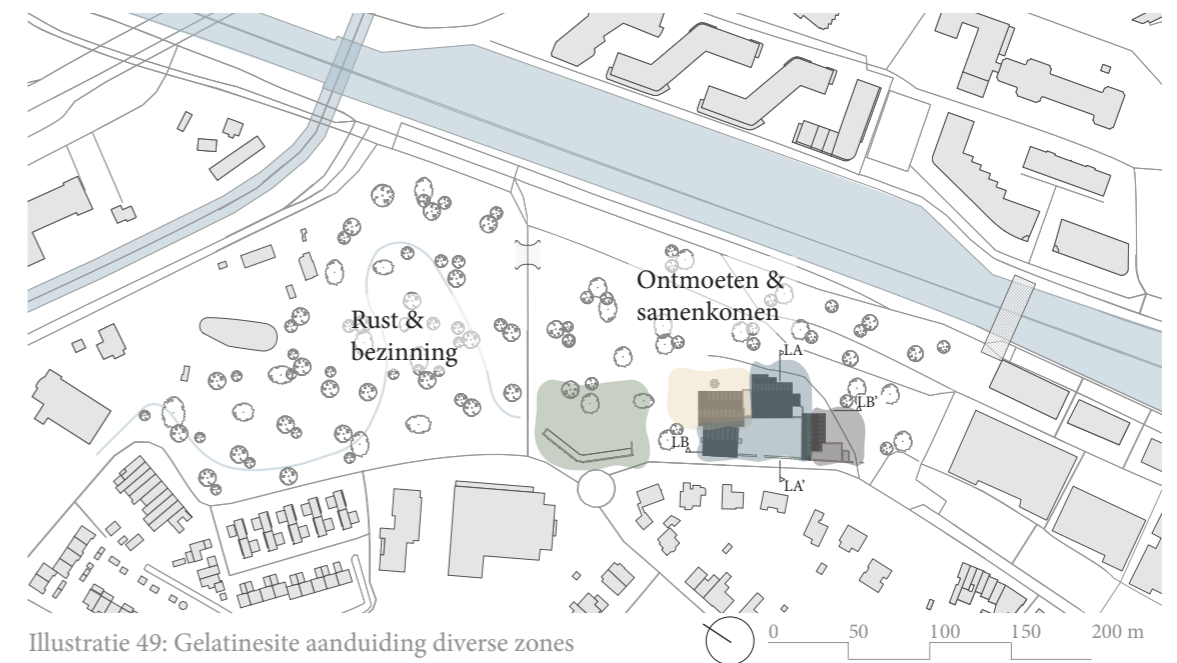 Ontmoeten &
samenkomen
Rust &
bezinning
LA
LB'
LB
LA'
Illustratie 49: Gelatinesite aanduiding diverse zones
0 50 100 150 200 m